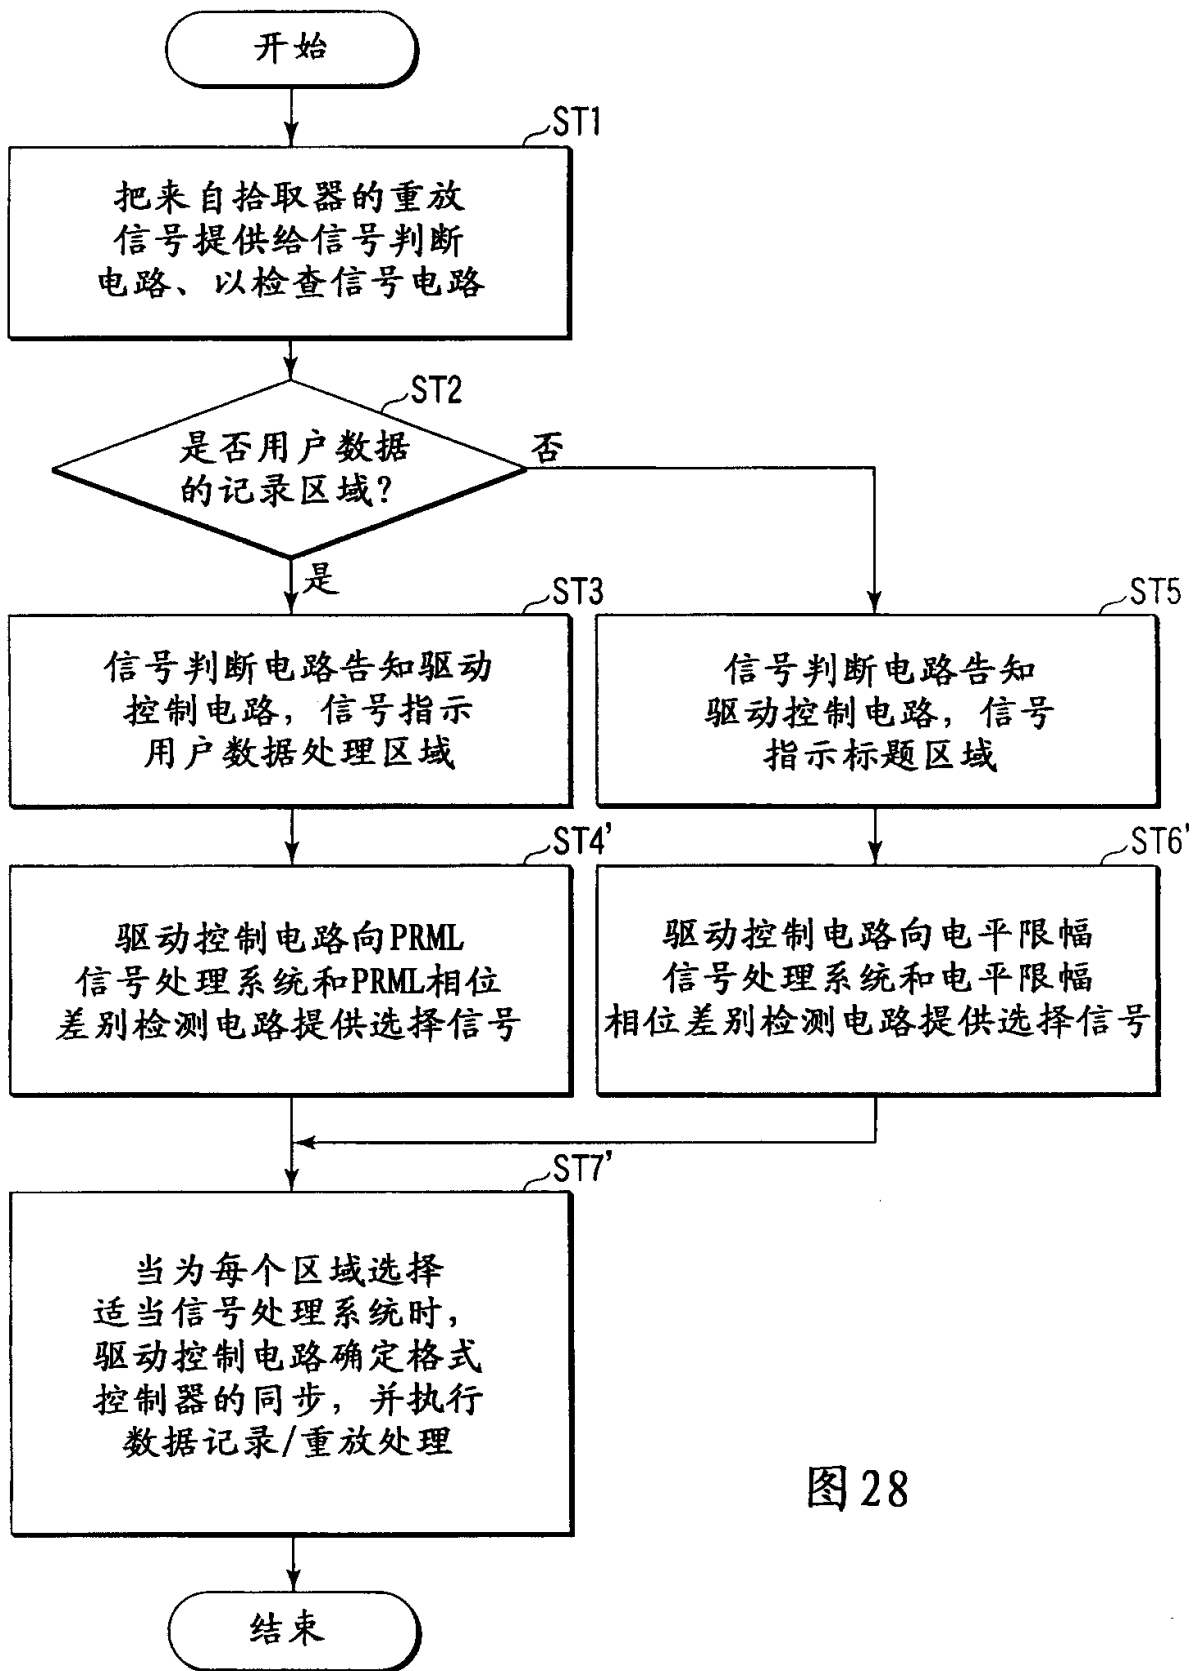 开始
ST1
把来自拾取器的重放
信号提供给信号判断
电路、以检查信号电路
ST2
是否用户数据
的记录区域?
否
是
ST3
信号判断电路告知驱动
控制电路，信号指示
用户数据处理区域
ST5
信号判断电路告知
驱动控制电路，信号
指示标题区域
ST4'
驱动控制电路向PRML
信号处理系统和PRML相位
差别检测电路提供选择信号
ST6'
驱动控制电路向电平限幅
信号处理系统和电平限幅
相位差别检测电路提供选择信号
ST7'
当为每个区域选择
适当信号处理系统时，
驱动控制电路确定格式
控制器的同步，并执行
数据记录/重放处理
结束
图28